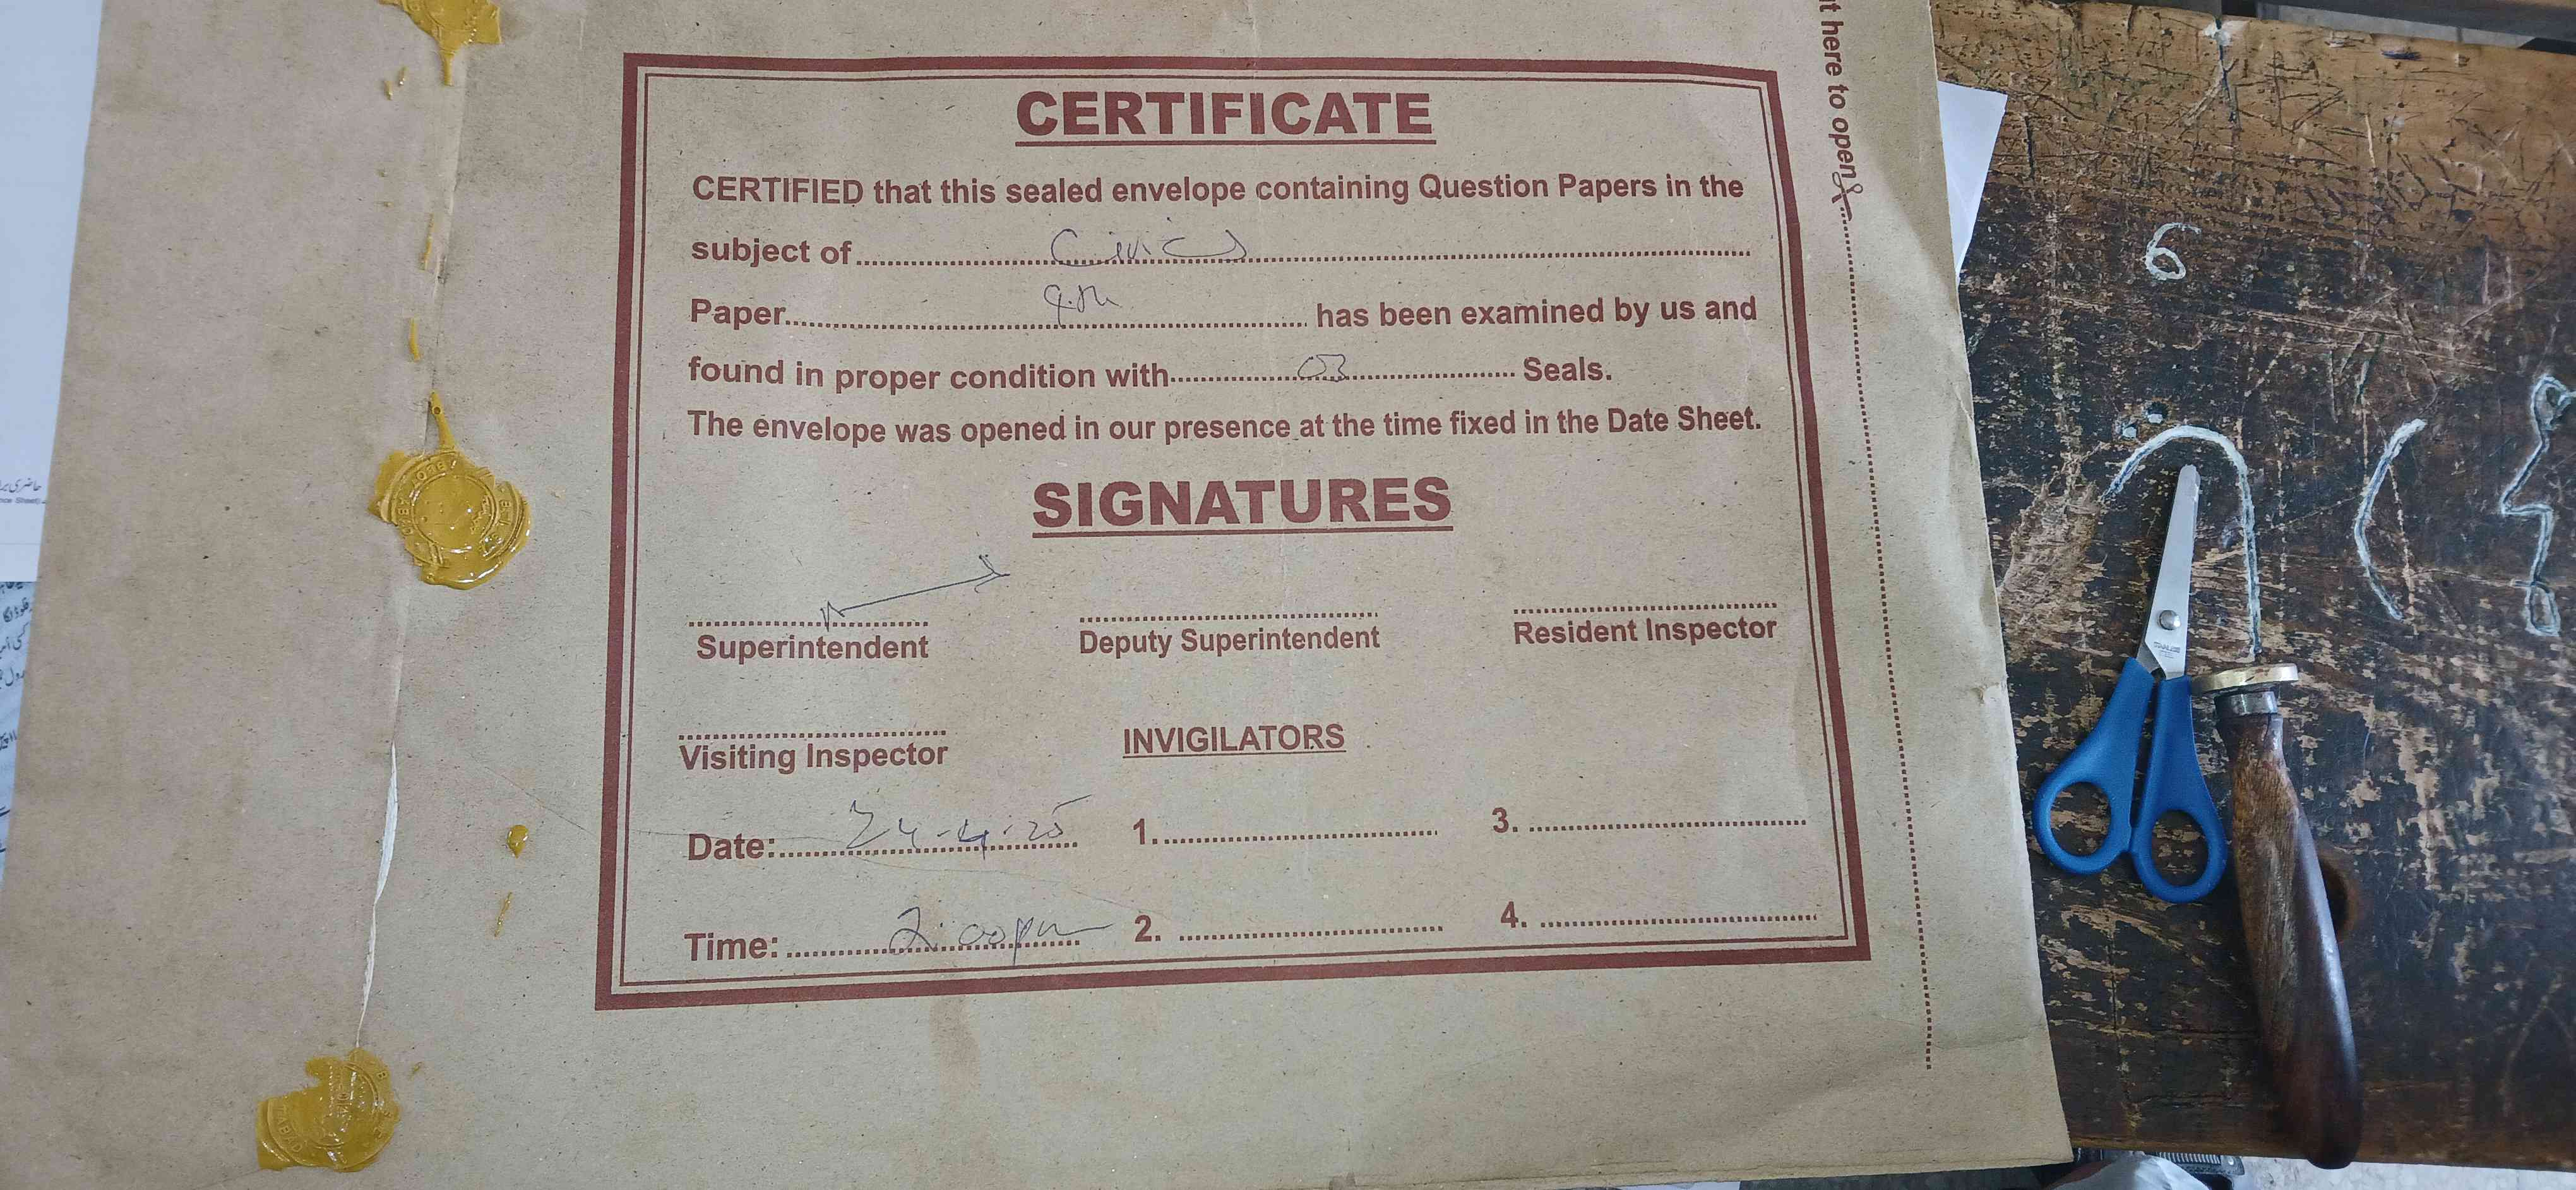 t here to open
CERTIFICATE
CERTIFIED that this sealed envelope containing Question Papers in the
subject of Civics
Paper 9th has been examined by us and
found in proper condition with 03 Seals.
The envelope was opened in our presence at the time fixed in the Date Sheet.
SIGNATURES
Superintendent Deputy Superintendent Resident Inspector
Visiting Inspector INVIGILATORS
Date: 24-4-25 1. 3.
Time: 2:00pm 2. 4.
6